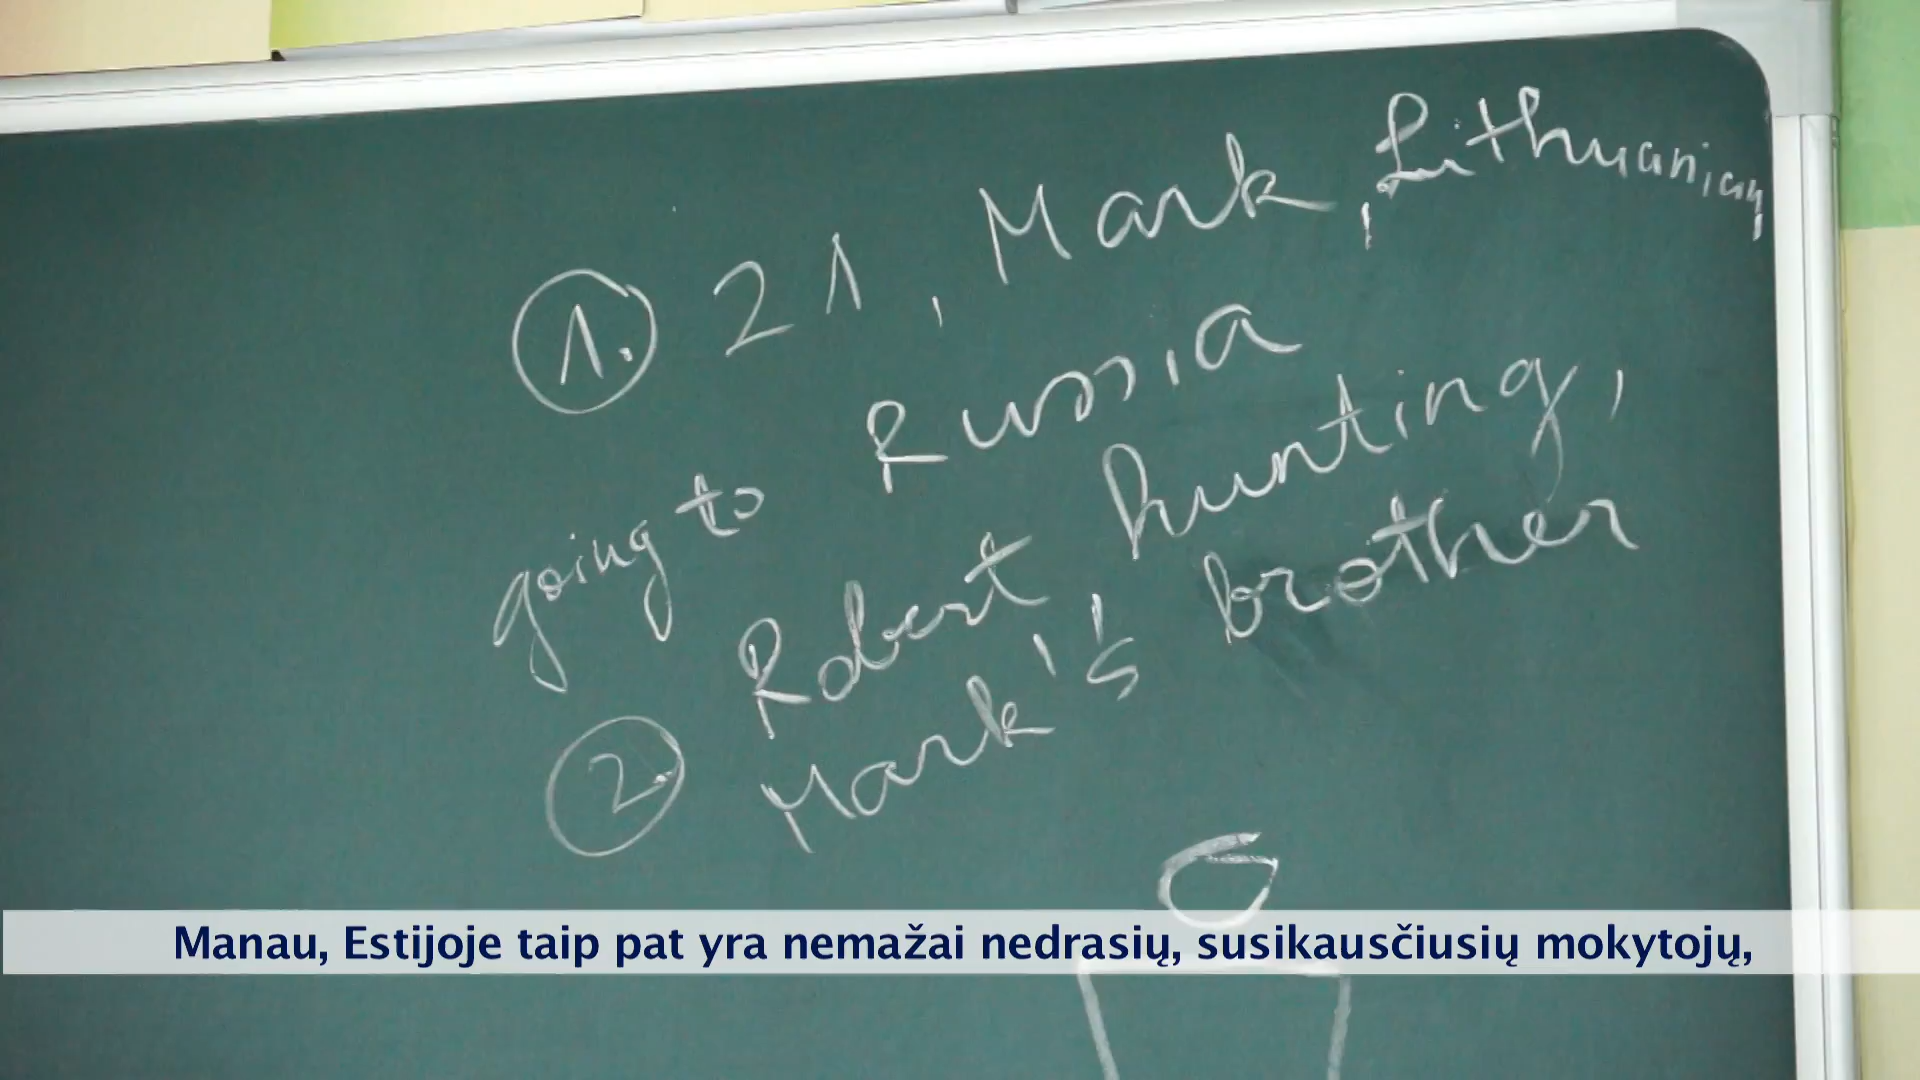 1. 21, Mark, Lithuanian,
going to Russia
2. Robert hunting,
Mark's brother
Manau, Estijoje taip pat yra nemažai nedrasių, susikausčiusių mokytojų,